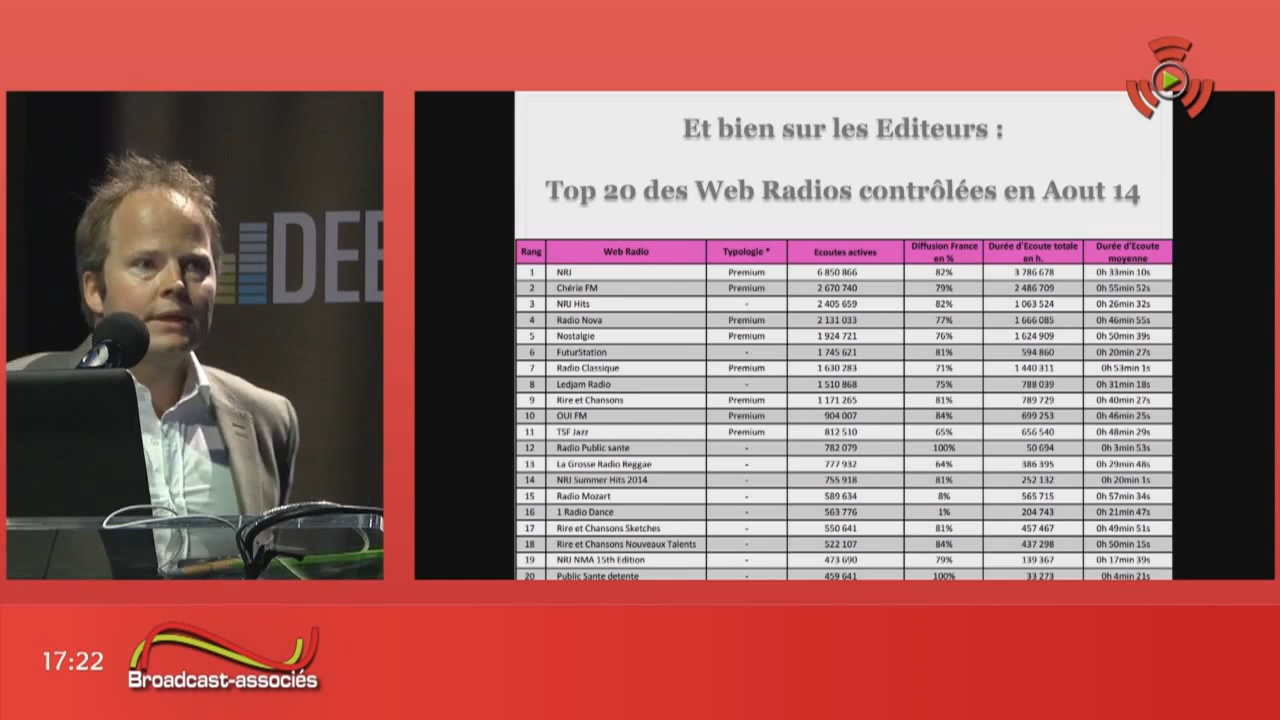 DEB
Et bien sur les Editeurs :
Top 20 des Web Radios contrôlées en Aout 14
Rang Web Radio Typologie * Ecoutes actives Diffusion France en % Durée d'Ecoute totale en h. Durée d'Ecoute moyenne
1 NRJ Premium 6 850 866 82% 3 786 678 0h 33min 10s
2 Chérie FM Premium 2 670 740 79% 2 486 709 0h 55min 52s
3 NRJ Hits - 2 405 659 82% 1 063 524 0h 26min 32s
4 Radio Nova Premium 2 131 033 77% 1 666 085 0h 46min 55s
5 Nostalgie Premium 1 924 721 76% 1 624 909 0h 50min 39s
6 FuturStation - 1 745 621 81% 594 860 0h 20min 27s
7 Radio Classique Premium 1 630 283 71% 1 440 311 0h 53min 1s
8 Ledjam Radio - 1 510 868 75% 788 039 0h 31min 18s
9 Rire et Chansons Premium 1 171 265 81% 789 729 0h 40min 27s
10 OUI FM Premium 904 007 84% 699 253 0h 46min 25s
11 TSF Jazz Premium 812 510 65% 656 540 0h 48min 29s
12 Radio Public sante - 782 079 100% 50 694 0h 3min 53s
13 La Grosse Radio Reggae - 777 932 64% 386 395 0h 29min 48s
14 NRJ Summer Hits 2014 - 755 918 81% 252 132 0h 20min 1s
15 Radio Mozart - 589 634 8% 565 715 0h 57min 34s
16 1 Radio Dance - 563 776 1% 204 743 0h 21min 47s
17 Rire et Chansons Sketches - 550 641 81% 457 467 0h 49min 51s
18 Rire et Chansons Nouveaux Talents - 522 107 84% 437 298 0h 50min 15s
19 NRJ NMA 15th Edition - 473 690 79% 139 367 0h 17min 39s
20 Public Sante detente - 459 641 100% 33 273 0h 4min 21s
17:22
Broadcast-associés